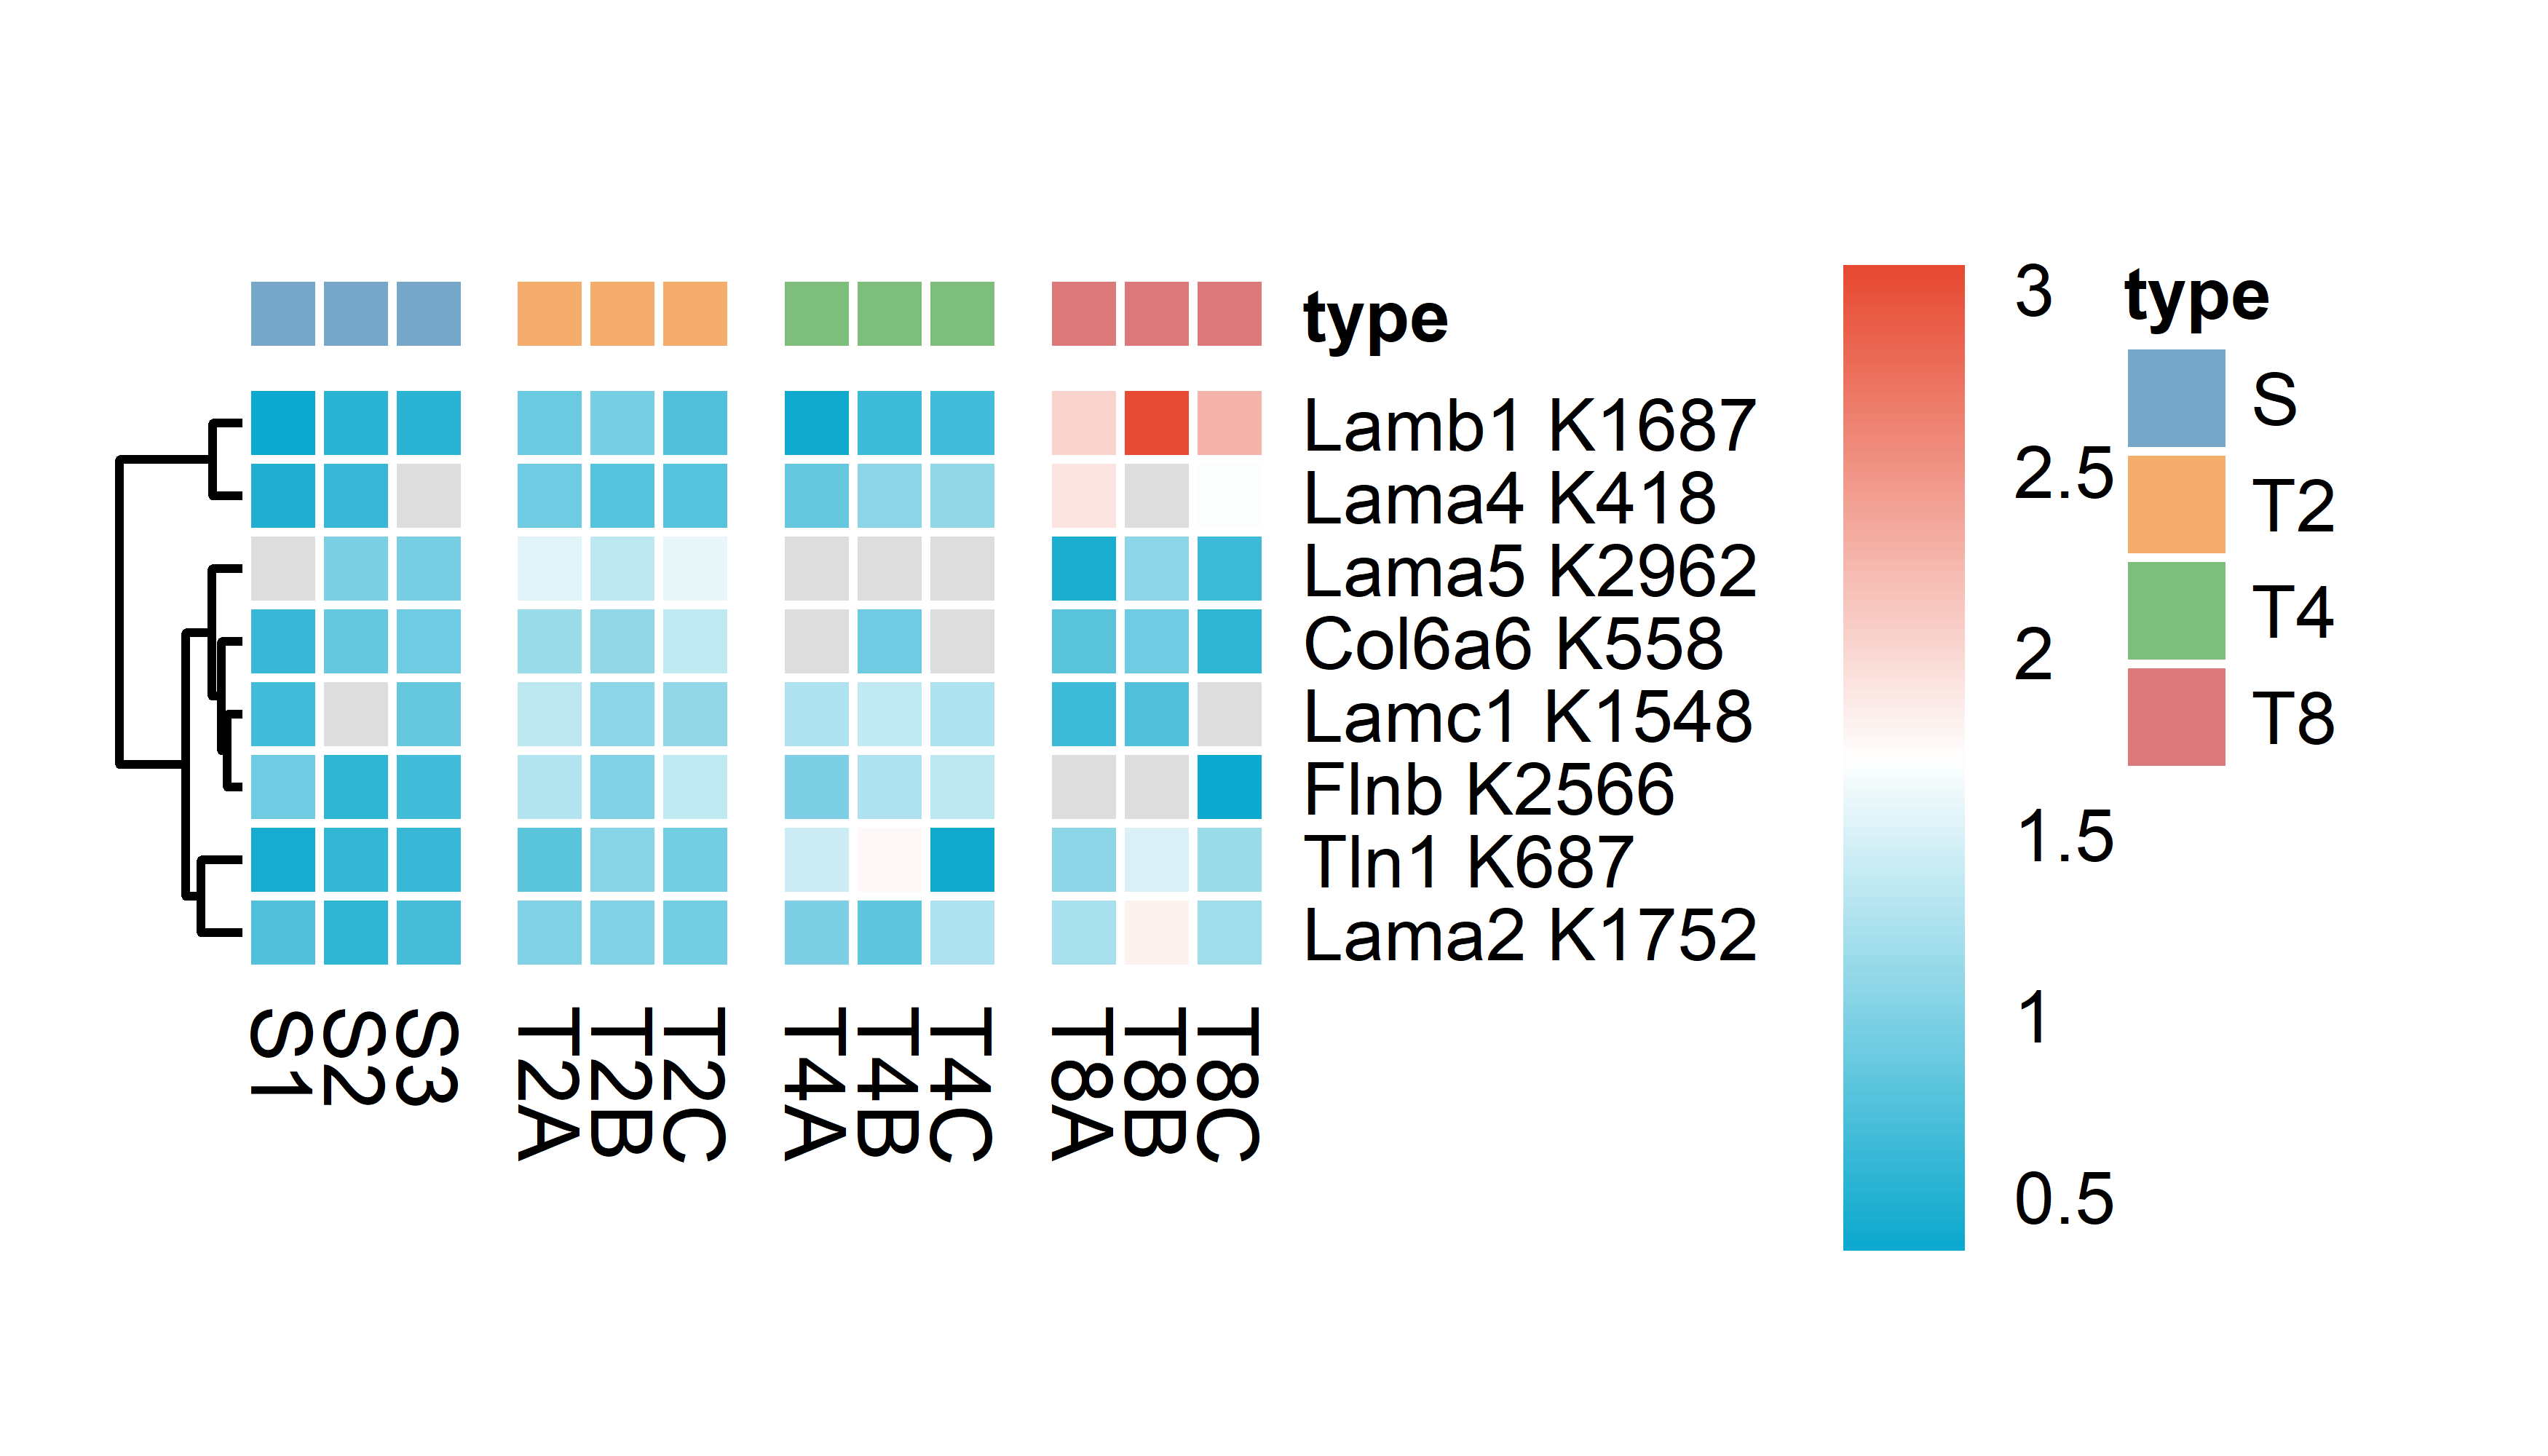 type
Lamb1 K1687
Lama4 K418
Lama5 K2962
Col6a6 K558
Lamc1 K1548
Flnb K2566
Tln1 K687
Lama2 K1752
S1
S2
S3
T2A
T2B
T2C
T4A
T4B
T4C
T8A
T8B
T8C
3
2.5
2
1.5
1
0.5
type
S
T2
T4
T8